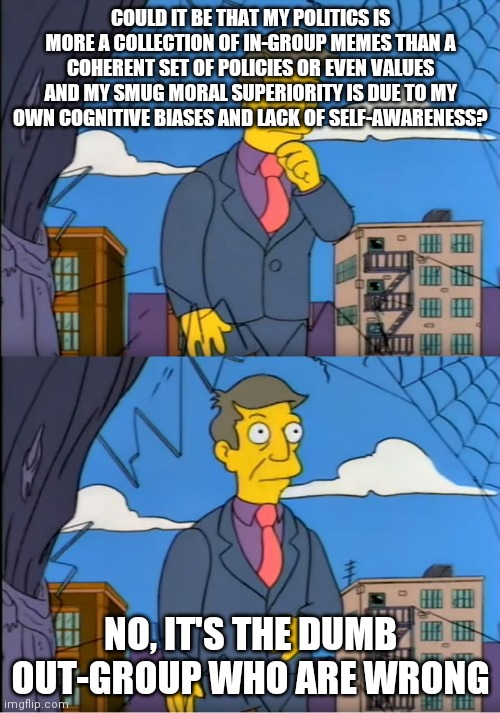 COULD IT BE THAT MY POLITICS IS
MORE A COLLECTION OF IN-GROUP MEMES THAN A
COHERENT SET OF POLICIES OR EVEN VALUES
AND MY SMUG MORAL SUPERIORITY IS DUE TO MY
OWN COGNITIVE BIASES AND LACK OF SELF-AWARENESS?
NO, IT'S THE DUMB
OUT-GROUP WHO ARE WRONG
imgflip.com